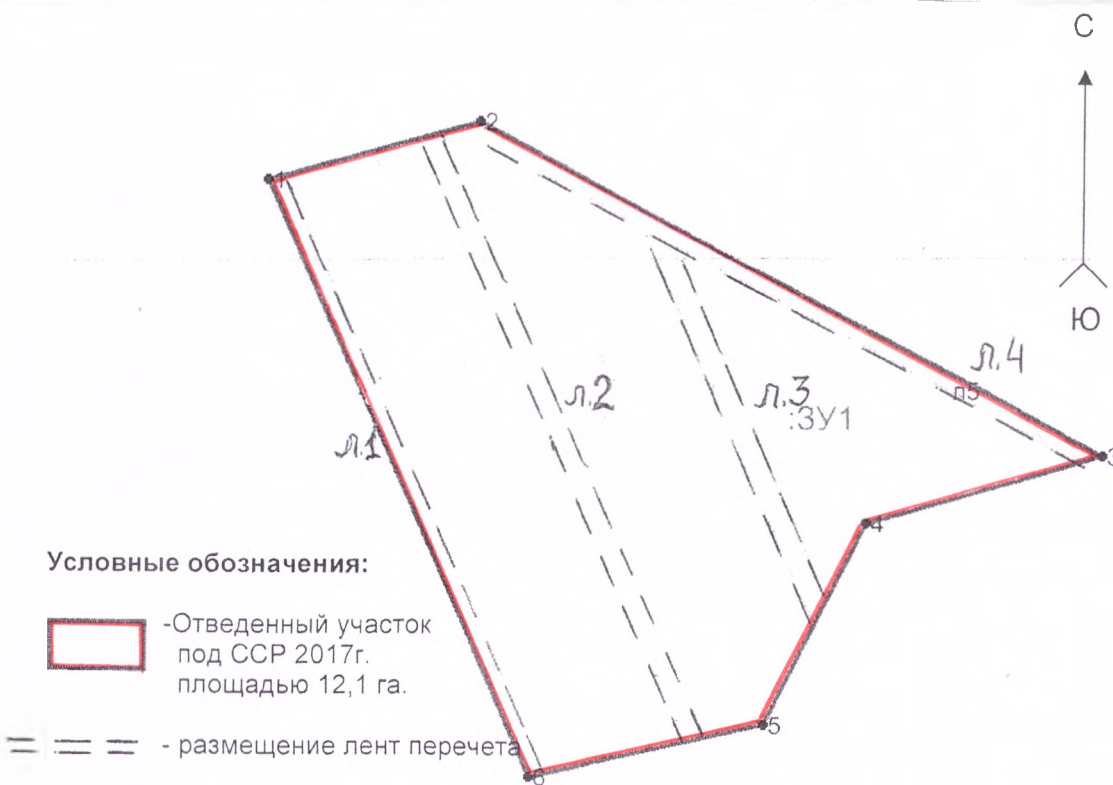 С
Ю
2
1
л.4
п5
л.2
л.3
:ЗУ1
л.1
3
4
Условные обозначения:
-Отведенный участок
под ССР 2017г.
площадью 12,1 га.
5
- размещение лент перечета
6